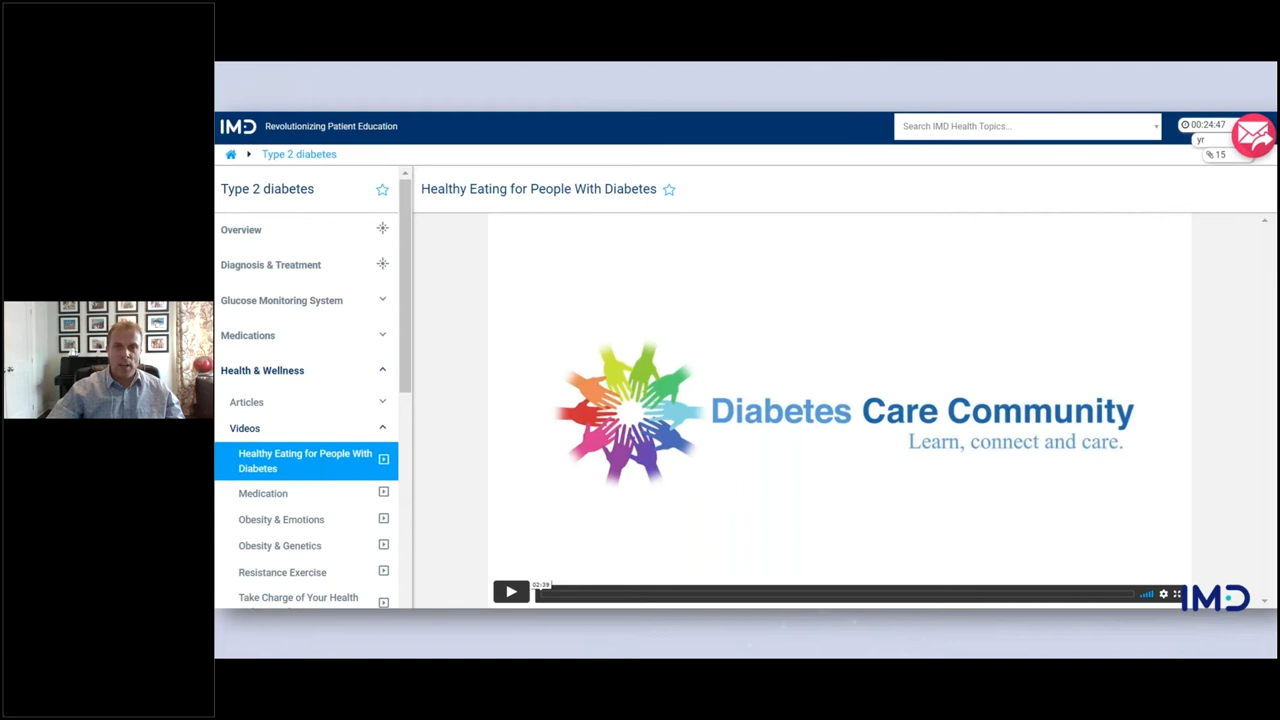 IMD Revolutionizing Patient Education
Search IMD Health Topics...
00:24:47
yr
15
Type 2 diabetes
Type 2 diabetes
Healthy Eating for People With Diabetes
Overview
Diagnosis & Treatment
Glucose Monitoring System
Medications
Health & Wellness
Articles
Videos
Healthy Eating for People With
Diabetes
Medication
Obesity & Emotions
Obesity & Genetics
Resistance Exercise
Take Charge of Your Health
Diabetes Care Community
Learn, connect and care.
02:39
IMD